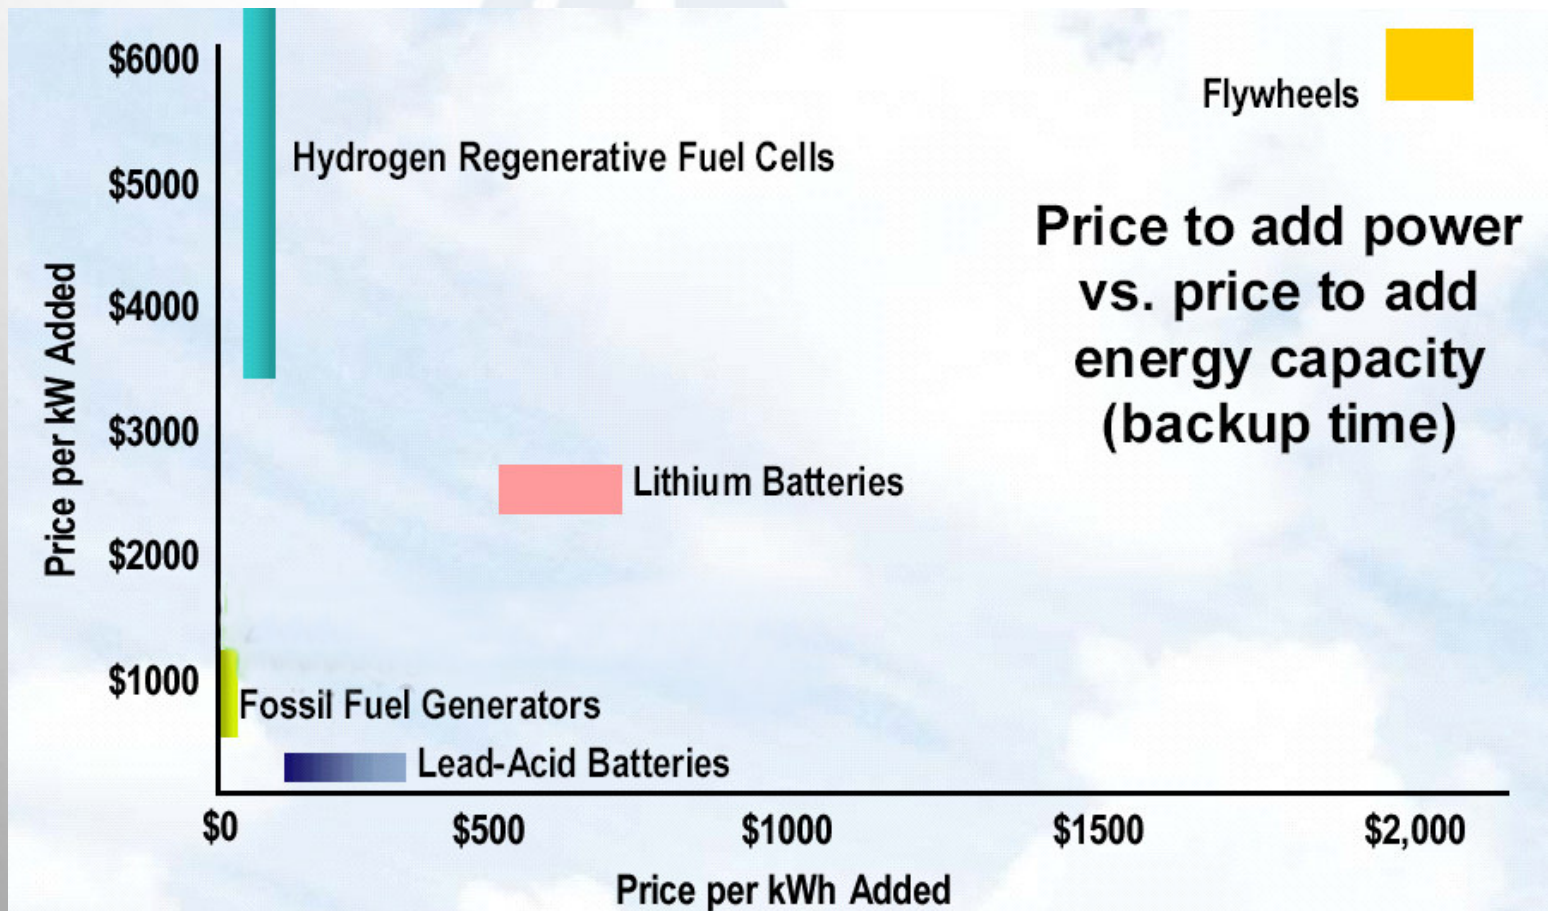 $6000
Flywheels
Hydrogen Regenerative Fuel Cells
$5000
Price to add power
vs. price to add
energy capacity
(backup time)
$4000
Price per kW Added
$3000
Lithium Batteries
$2000
$1000
Fossil Fuel Generators
Lead-Acid Batteries
$0
$500
$1000
$1500
$2,000
Price per kWh Added